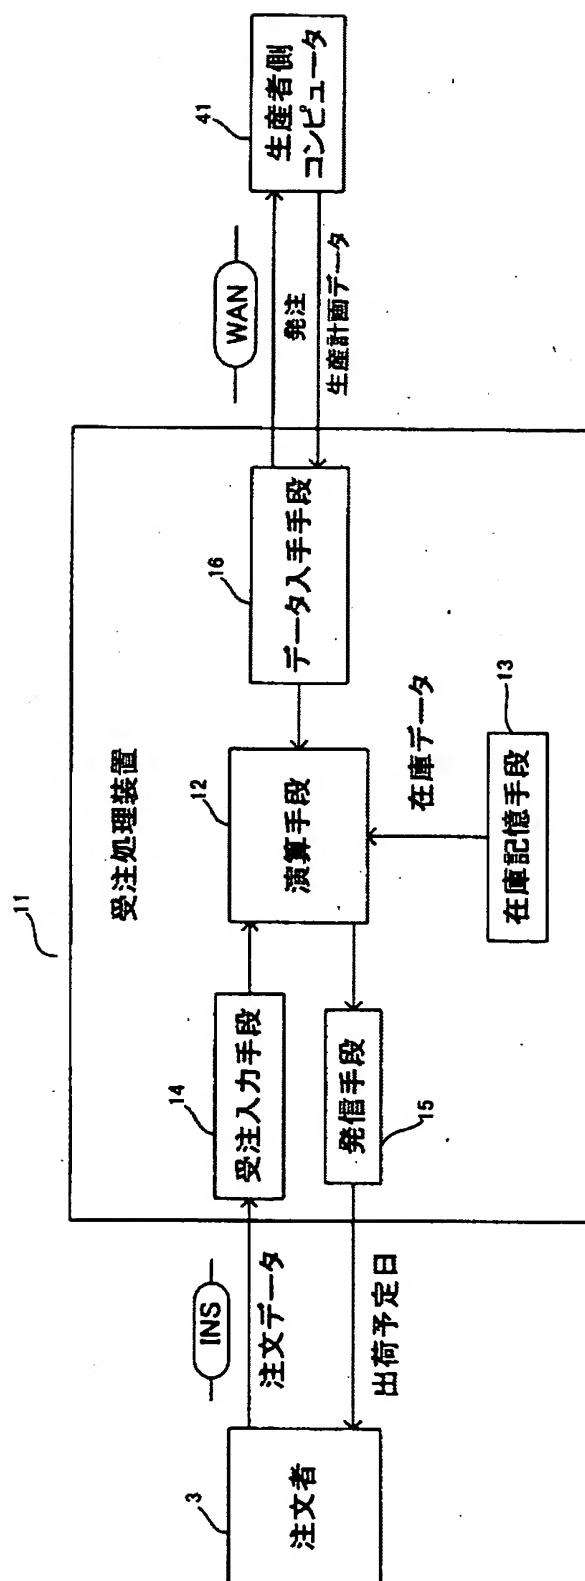 11
受注処理装置
INS
WAN
3
注文者
注文データ
出荷予定日
14
受注入力手段
発信手段
15
12
演算手段
在庫データ
在庫記憶手段
13
16
データ入手手段
発注
生産計画データ
41
生産者側
コンピュータ